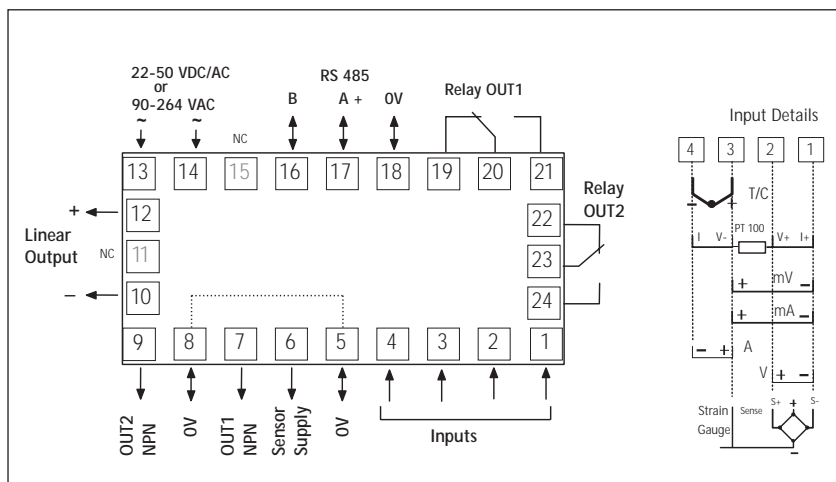 22-50 VDC/AC
or
90-264 VAC
~ ~
RS 485
B A + 0V
Relay OUT1
NC
13 14 15 16 17 18 19 20 21
+ 12
Linear
Output
NC 11
− 10
22
23
24
Relay
OUT2
9 8 7 6 5 4 3 2 1
OUT2
NPN
0V
OUT1
NPN
Sensor
Supply
0V
Inputs
Input Details
4 3 2 1
− + T/C
I V- PT 100 V+ I+
+ mV −
+ mA −
− + A
V + −
Strain
Gauge
Sense
S+ + S-
−